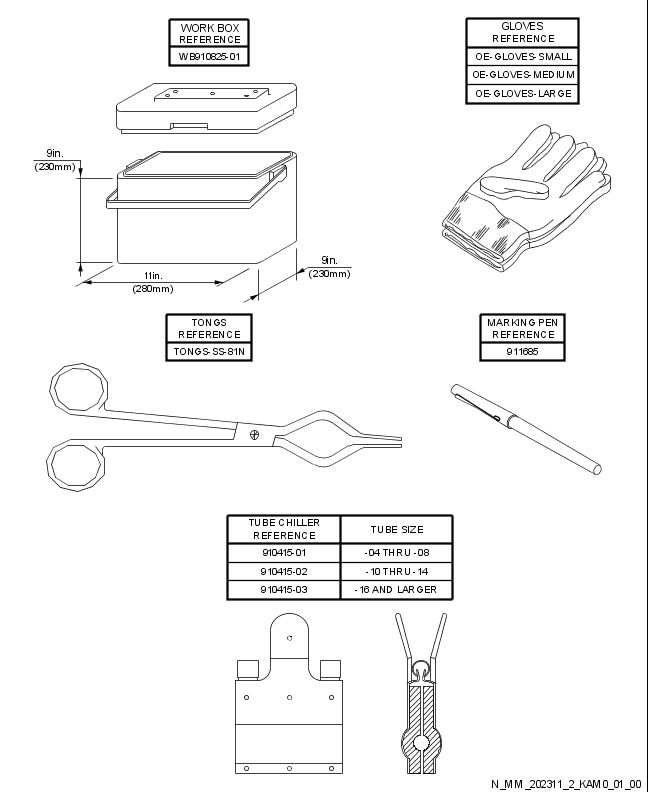 WORK BOX
REFERENCE
WB910825-01
GLOVES
REFERENCE
OE-GLOVES-SMALL
OE-GLOVES-MEDIUM
OE-GLOVES-LARGE
9in.
(230mm)
11in.
(280mm)
9in.
(230mm)
TONGS
REFERENCE
TONGS-SS-81N
MARKING PEN
REFERENCE
911685
TUBE CHILLER
REFERENCE
TUBE SIZE
910415-01
-04 THRU -08
910415-02
-10 THRU -14
910415-03
-16 AND LARGER
N_MM_202311_2_KAM0_01_00